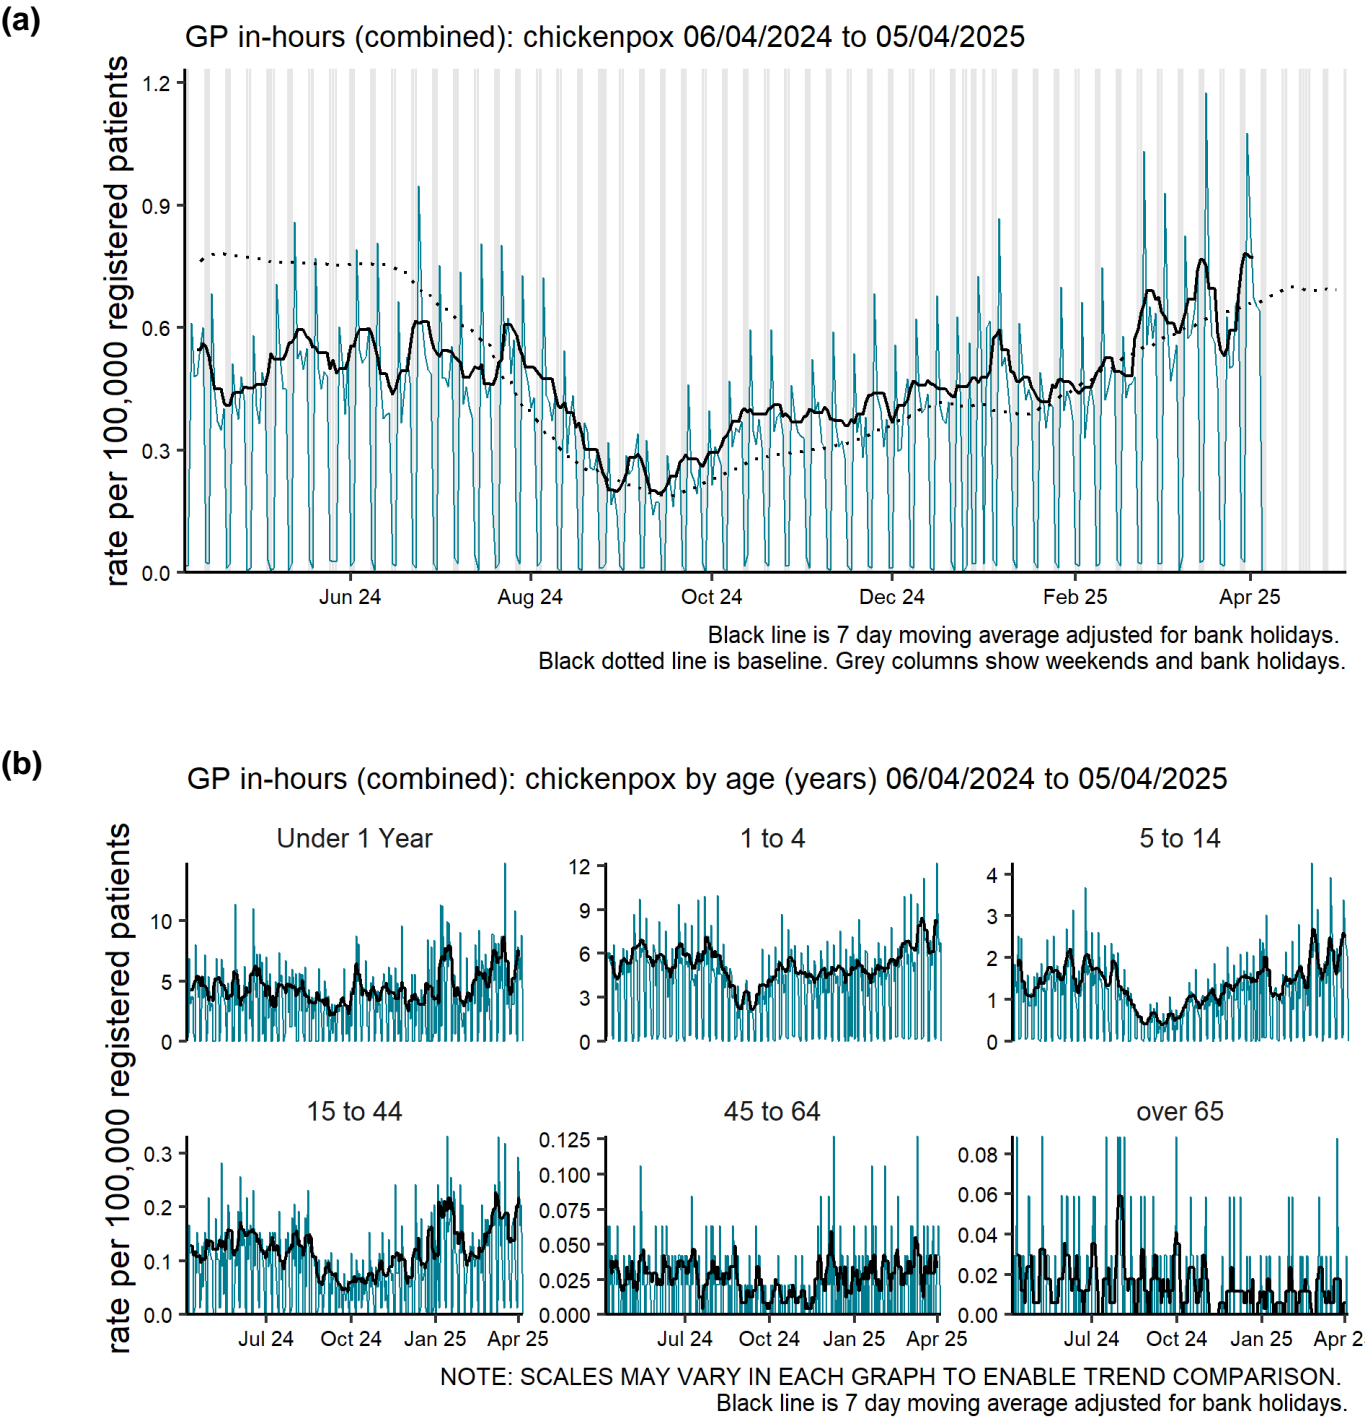 (a)
GP in-hours (combined): chickenpox 06/04/2024 to 05/04/2025
rate per 100,000 registered patients
1.2
0.9
0.6
0.3
0.0
Jun 24 Aug 24 Oct 24 Dec 24 Feb 25 Apr 25
Black line is 7 day moving average adjusted for bank holidays.
Black dotted line is baseline. Grey columns show weekends and bank holidays.
(b)
GP in-hours (combined): chickenpox by age (years) 06/04/2024 to 05/04/2025
rate per 100,000 registered patients
Under 1 Year
10
5
0
1 to 4
12
9
6
3
0
5 to 14
4
3
2
1
0
15 to 44
0.3
0.2
0.1
0.0
Jul 24 Oct 24 Jan 25 Apr 25
45 to 64
0.125
0.100
0.075
0.050
0.025
0.000
Jul 24 Oct 24 Jan 25 Apr 25
over 65
0.08
0.06
0.04
0.02
0.00
Jul 24 Oct 24 Jan 25 Apr 2
NOTE: SCALES MAY VARY IN EACH GRAPH TO ENABLE TREND COMPARISON.
Black line is 7 day moving average adjusted for bank holidays.